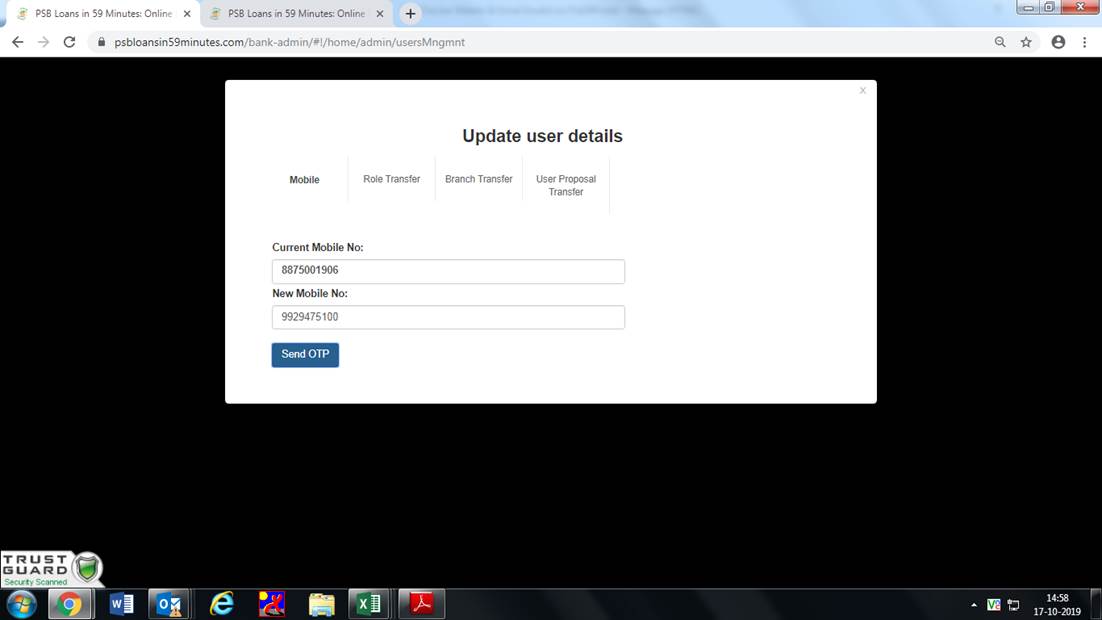 PSB Loans in 59 Minutes: Online
PSB Loans in 59 Minutes: Online
psbloansin59minutes.com/bank-admin/#!/home/admin/usersMngmnt
x
Update user details
Mobile
Role Transfer
Branch Transfer
User Proposal
Transfer
Current Mobile No:
8875001906
New Mobile No:
9929475100
Send OTP
TRUST
GUARD
Security Scanned
14:58
17-10-2019